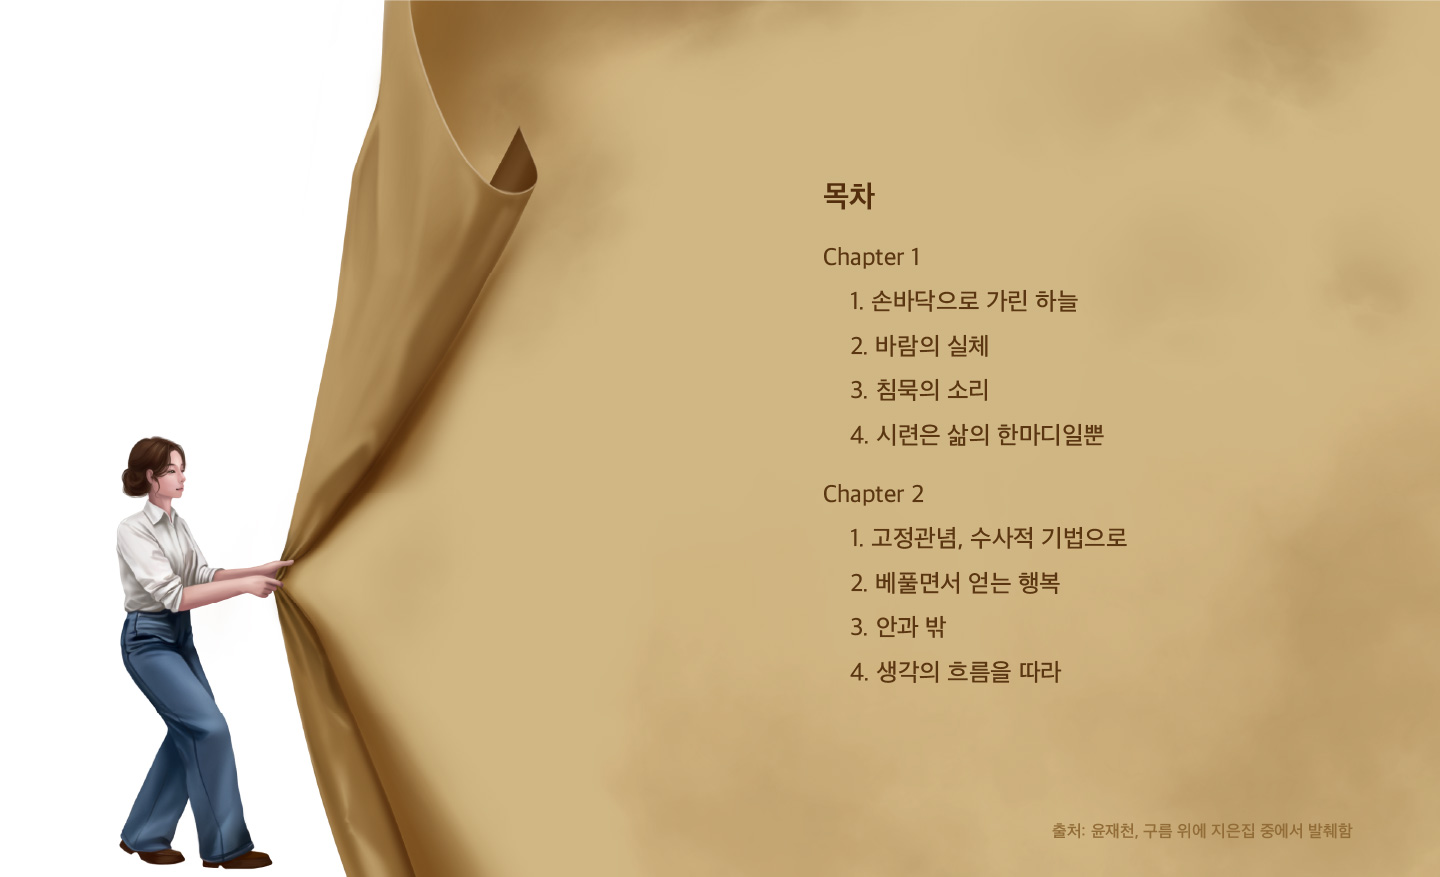 목차
Chapter 1
1. 손바닥으로 가린 하늘
2. 바람의 실체
3. 침묵의 소리
4. 시련은 삶의 한마디일뿐
Chapter 2
1. 고정관념, 수사적 기법으로
2. 베풀면서 얻는 행복
3. 안과 밖
4. 생각의 흐름을 따라
출처: 윤재천, 구름 위에 지은집 중에서 발췌함